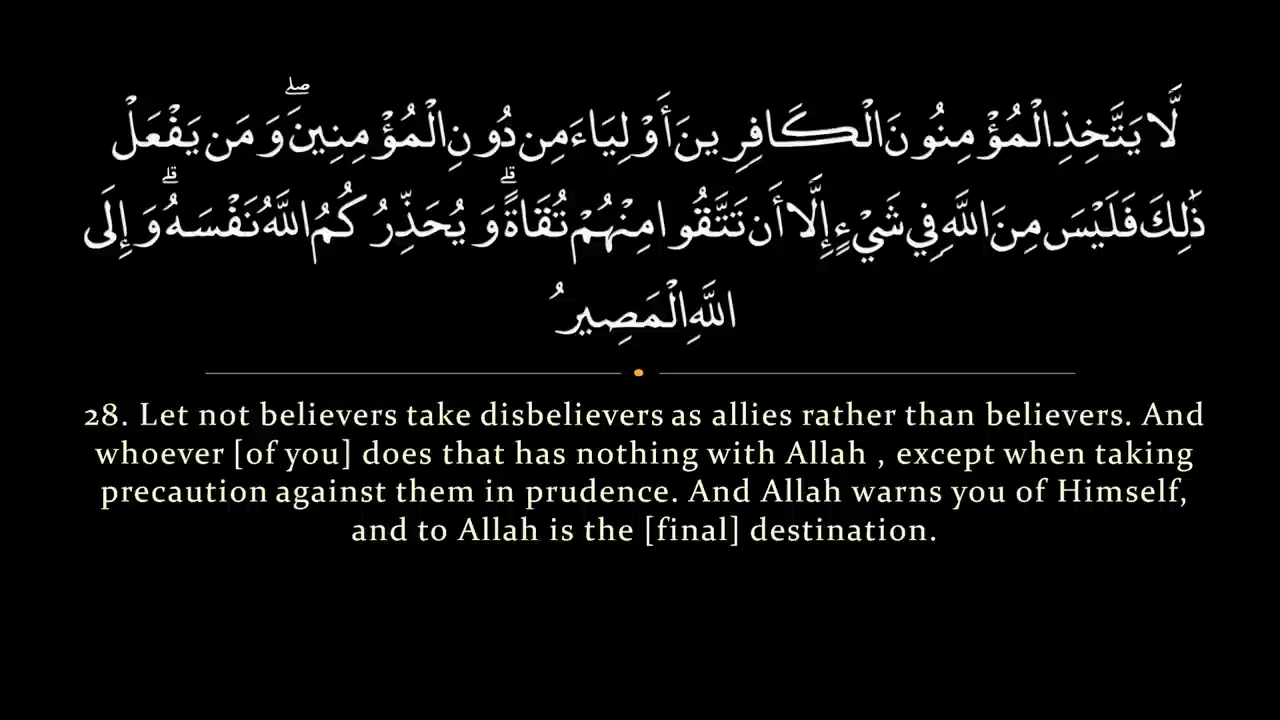 لَّا يَتَّخِذِ الْمُؤْمِنُونَ الْكَافِرِينَ أَوْلِيَاءَ مِن دُونِ الْمُؤْمِنِينَ ۖ وَمَن يَفْعَلْ
ذَٰلِكَ فَلَيْسَ مِنَ اللَّهِ فِي شَيْءٍ إِلَّا أَن تَتَّقُوا مِنْهُمْ تُقَاةً ۗ وَيُحَذِّرُكُمُ اللَّهُ نَفْسَهُ ۗ وَإِلَى
اللَّهِ الْمَصِيرُ
28. Let not believers take disbelievers as allies rather than believers. And
whoever [of you] does that has nothing with Allah , except when taking
precaution against them in prudence. And Allah warns you of Himself,
and to Allah is the [final] destination.